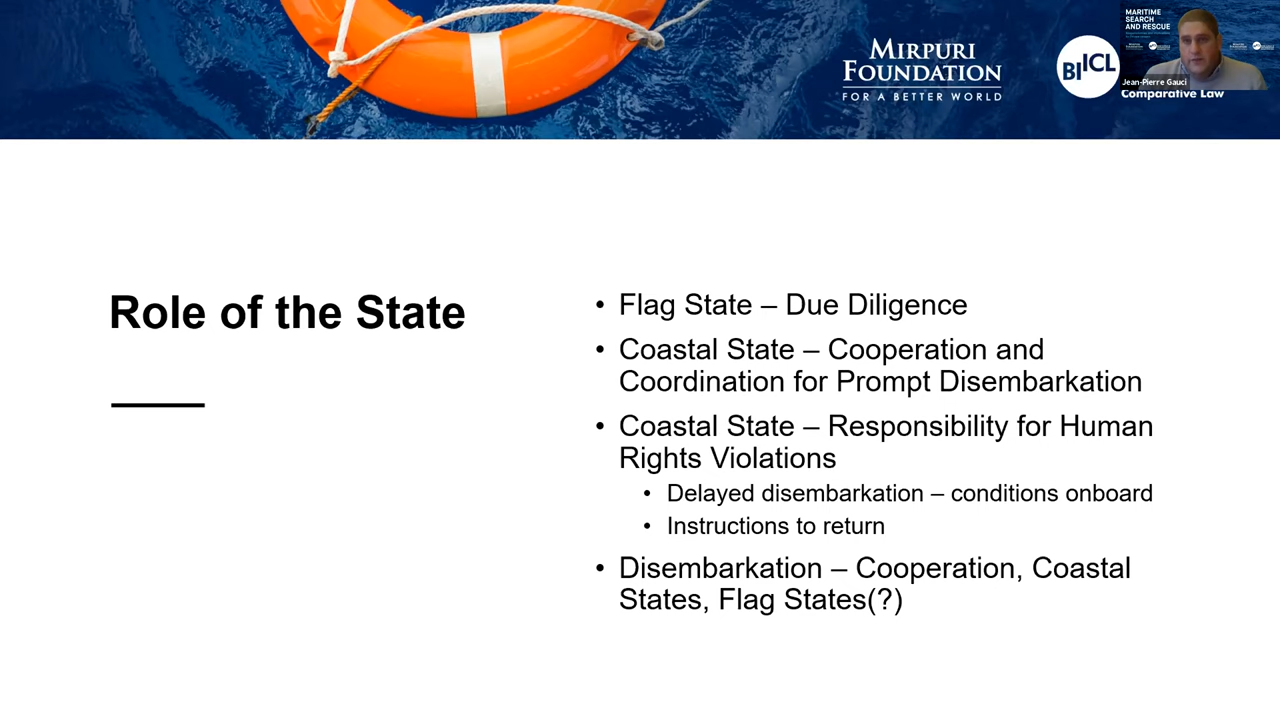 MIRPURI
FOUNDATION
FOR A BETTER WORLD
BIICL
Comparative Law
MARITIME
SEARCH
AND RESCUE
Jean-Pierre Gauci
Role of the State
• Flag State – Due Diligence
• Coastal State – Cooperation and
Coordination for Prompt Disembarkation
• Coastal State – Responsibility for Human
Rights Violations
• Delayed disembarkation – conditions onboard
• Instructions to return
• Disembarkation – Cooperation, Coastal
States, Flag States(?)